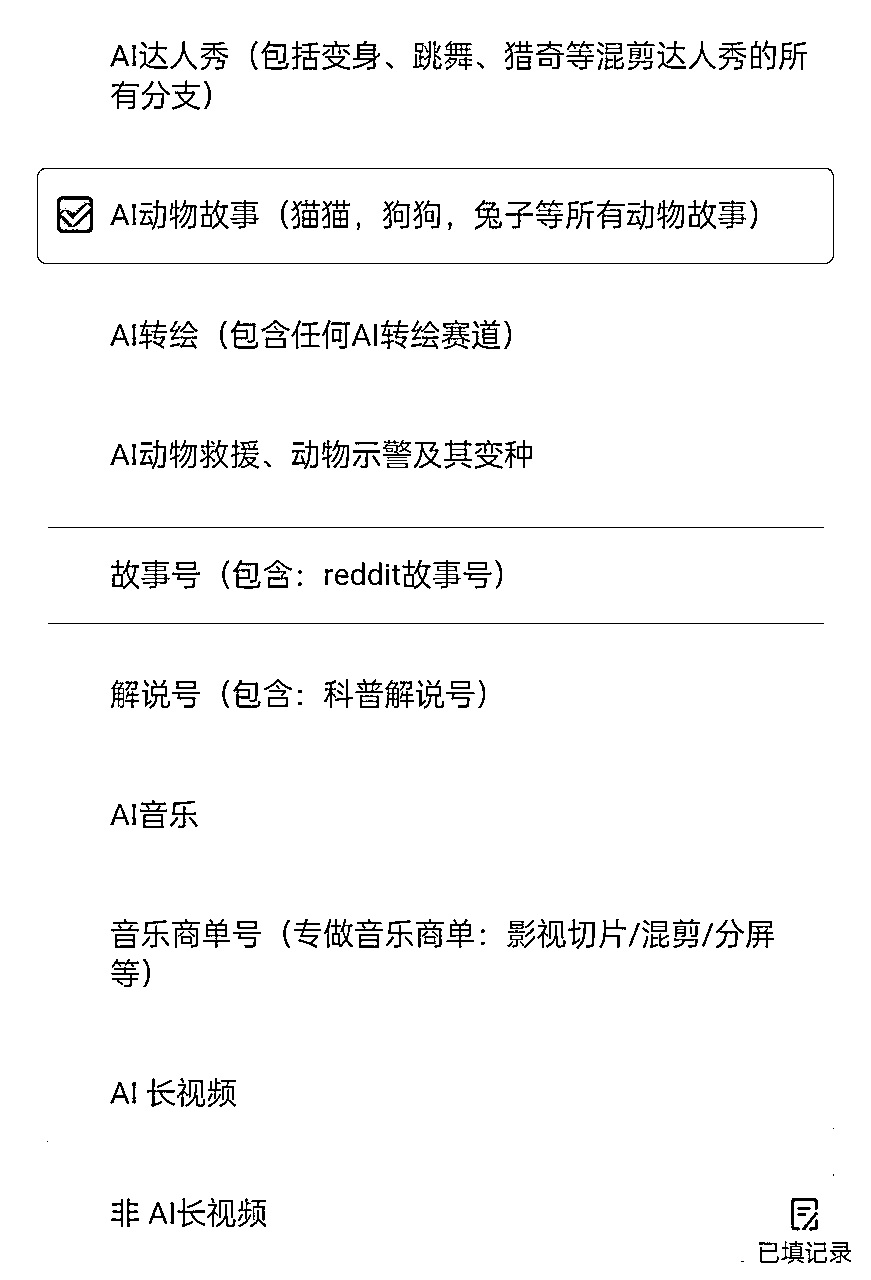 AI达人秀（包括变身、跳舞、猎奇等混剪达人秀的所
有分支）
AI动物故事（猫猫，狗狗，兔子等所有动物故事）
AI转绘（包含任何AI转绘赛道）
AI动物救援、动物示警及其变种
故事号（包含：reddit故事号）
解说号（包含：科普解说号）
AI音乐
音乐商单号（专做音乐商单：影视切片/混剪/分屏
等）
AI 长视频
非 AI长视频
已填记录